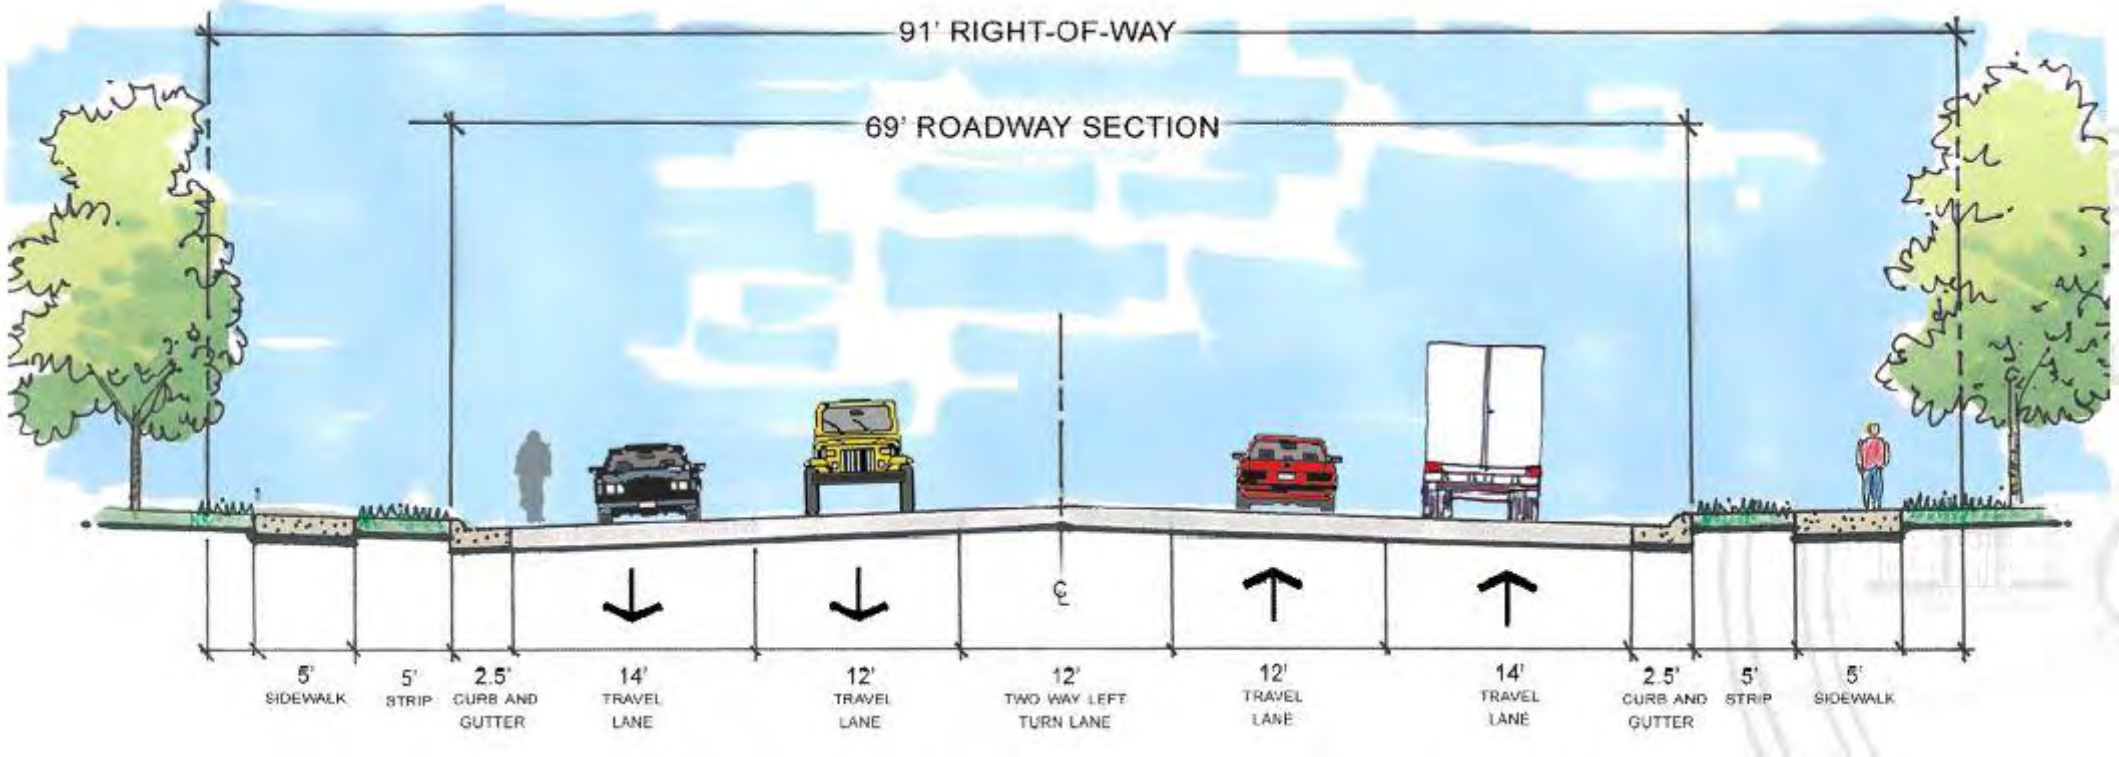 91' RIGHT-OF-WAY
69' ROADWAY SECTION
℄
5'
SIDEWALK
5'
STRIP
2.5'
CURB AND
GUTTER
14'
TRAVEL
LANE
12'
TRAVEL
LANE
12'
TWO WAY LEFT
TURN LANE
12'
TRAVEL
LANE
14'
TRAVEL
LANE
2.5'
CURB AND
GUTTER
5'
STRIP
5'
SIDEWALK